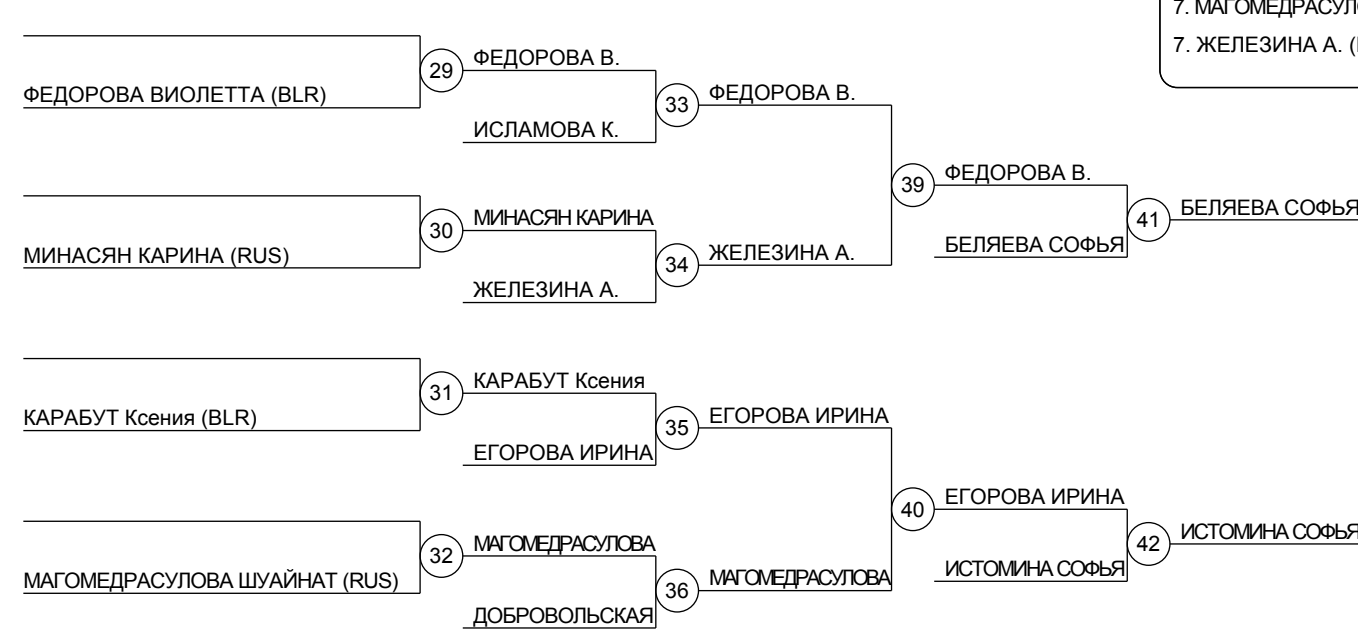 7. МАГОМЕДРАСУЛ
7. ЖЕЛЕЗИНА А.
29 ФЕДОРОВА В.
ФЕДОРОВА ВИОЛЕТТА (BLR)
33 ФЕДОРОВА В.
ИСЛАМОВА К.
39 ФЕДОРОВА В.
МИНАСЯН КАРИНА (RUS)
30 МИНАСЯН КАРИНА
34 ЖЕЛЕЗИНА А.
ЖЕЛЕЗИНА А.
БЕЛЯЕВА СОФЬЯ
41 БЕЛЯЕВА СОФЬЯ
31 КАРАБУТ Ксения
КАРАБУТ Ксения (BLR)
35 ЕГОРОВА ИРИНА
ЕГОРОВА ИРИНА
40 ЕГОРОВА ИРИНА
32 МАГОМЕДРАСУЛОВА
МАГОМЕДРАСУЛОВА ШУАЙНАТ (RUS)
36 МАГОМЕДРАСУЛОВА
ДОБРОВОЛЬСКАЯ
ИСТОМИНА СОФЬЯ
42 ИСТОМИНА СОФЬЯ